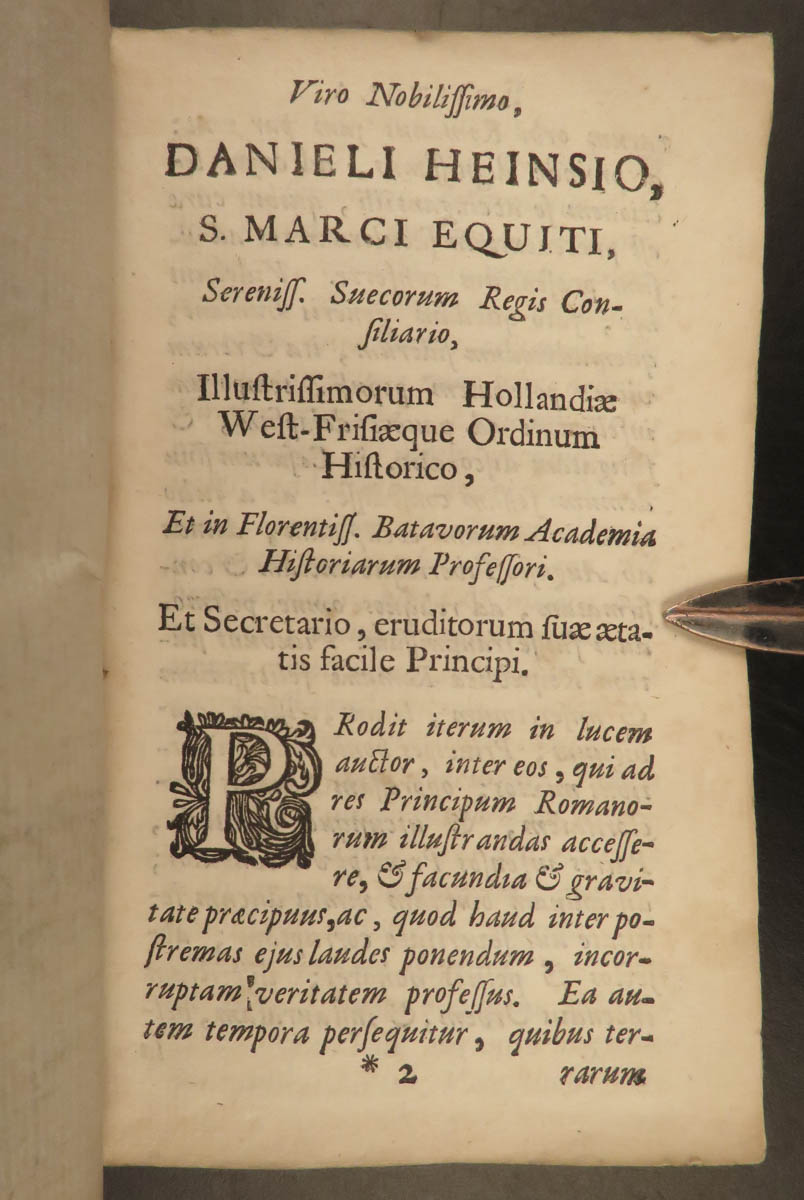 Viro Nobiliſſimo,
DANIELI HEINSIO,
S. MARCI EQUITI,
Sereniſſ. Suecorum Regis Con-
ſiliario,
Illuſtriſſimorum Hollandiæ
Weſt-Friſiæque Ordinum
Hiſtorico,
Et in Florentiſſ. Batavorum Academia
Hiſtoriarum Profeſſori.
Et Secretario, eruditorum ſuæ æta-
tis facile Principi.
PRodit iterum in lucem
auctor, inter eos, qui ad
res Principum Romano-
rum illuſtrandas acceſſe-
re, & facundia & gravi-
tate præcipuus, ac, quod haud inter po-
ſtremas ejus laudes ponendum, incor-
ruptam veritatem profeſſus. Ea au-
tem tempora perſequitur, quibus ter-
* 2 rarum